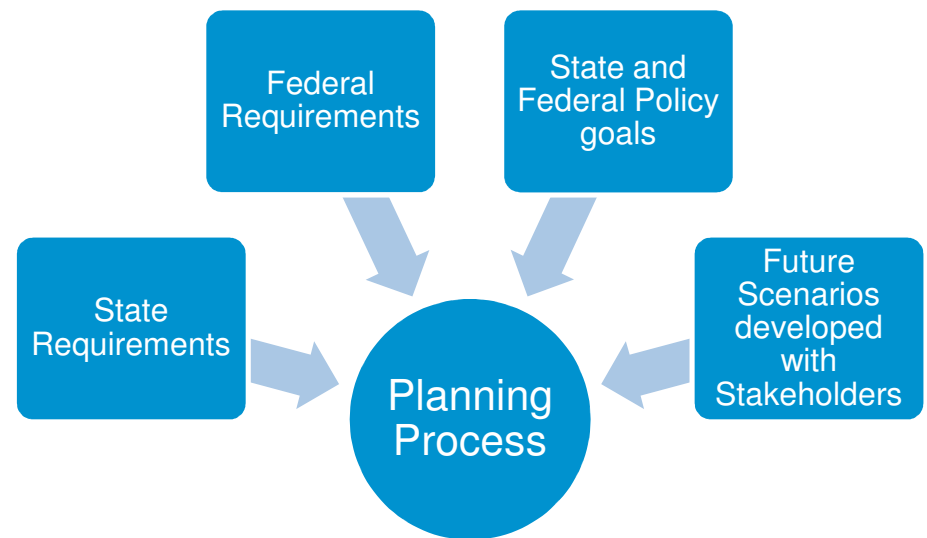 Federal
Requirements
State and
Federal Policy
goals
State
Requirements
Future
Scenarios
developed
with
Stakeholders
Planning
Process